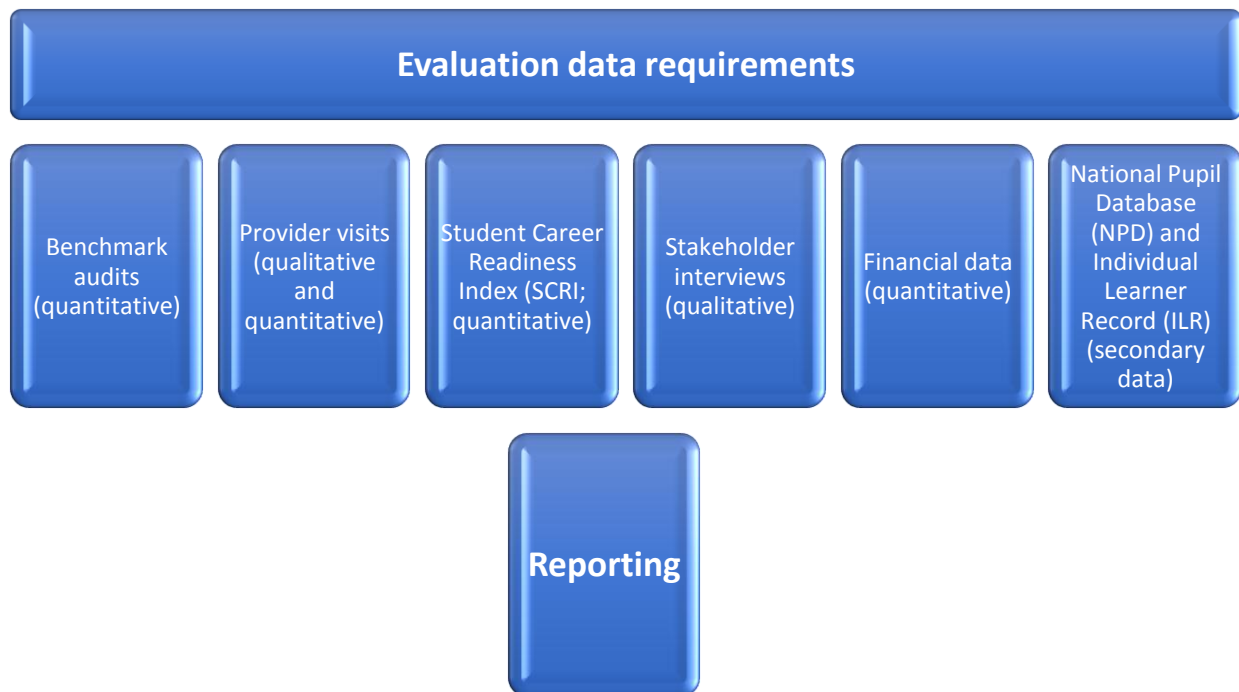 Evaluation data requirements
Benchmark
audits
(quantitative)
Provider visits
(qualitative
and
quantitative)
Student Career
Readiness
Index (SCRI;
quantitative)
Stakeholder
interviews
(qualitative)
Financial data
(quantitative)
National Pupil
Database
(NPD) and
Individual
Learner
Record (ILR)
(secondary
data)
Reporting